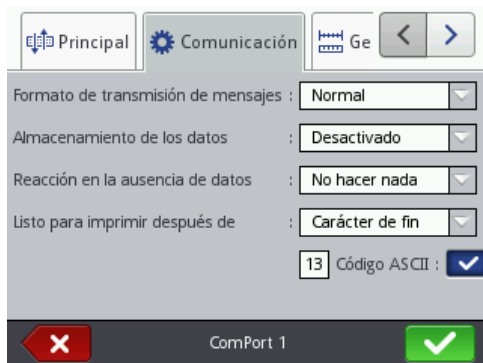 Principal Comunicación Ge
Formato de transmisión de mensajes : Normal
Almacenamiento de los datos : Desactivado
Reacción en la ausencia de datos : No hacer nada
Listo para imprimir después de : Carácter de fin
13 Código ASCII :
ComPort 1